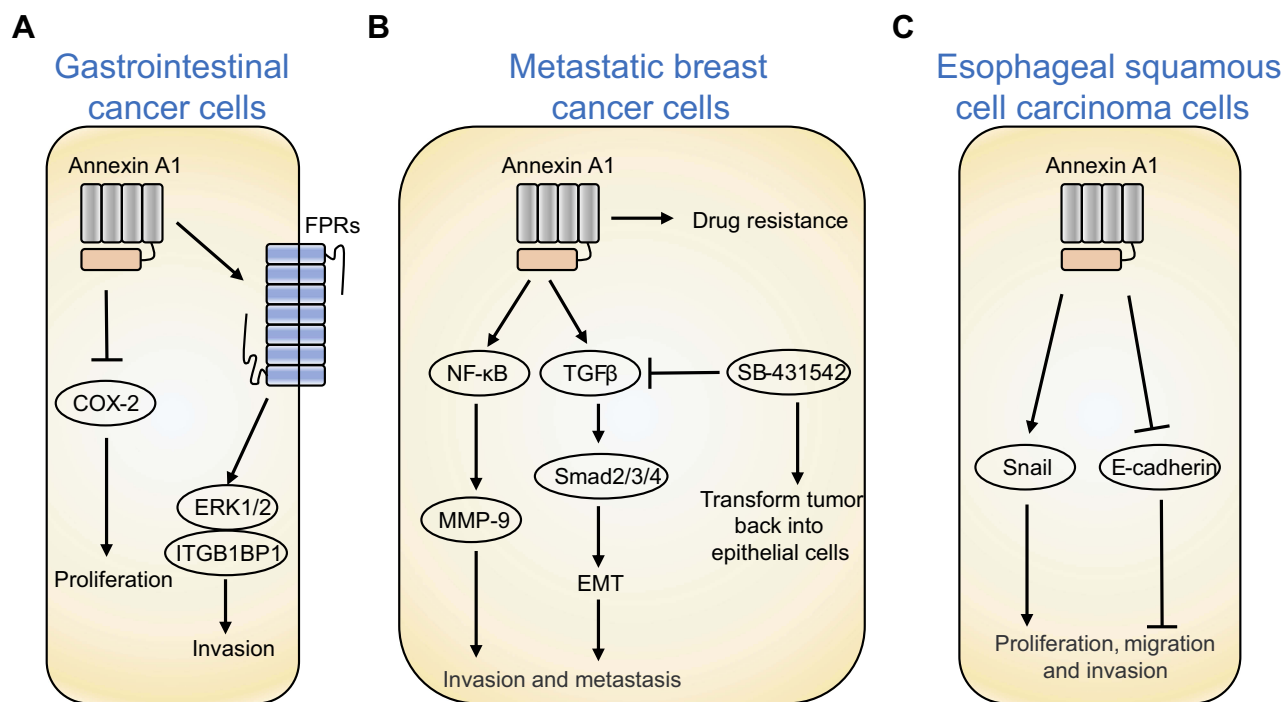 A
Gastrointestinal
cancer cells
Annexin A1
FPRs
COX-2
ERK1/2
ITGB1BP1
Proliferation
Invasion
B
Metastatic breast
cancer cells
Annexin A1
Drug resistance
NF-κB
TGFβ
SB-431542
Smad2/3/4
MMP-9
Transform tumor
back into
epithelial cells
EMT
Invasion and metastasis
C
Esophageal squamous
cell carcinoma cells
Annexin A1
Snail
E-cadherin
Proliferation, migration
and invasion